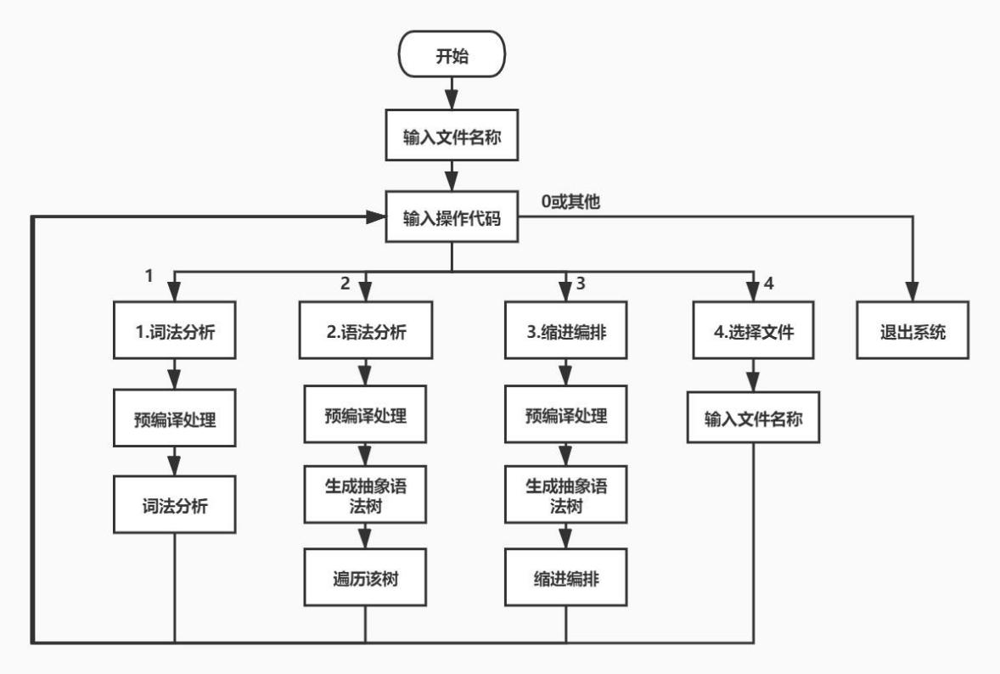 开始
输入文件名称
输入操作代码
0或其他
1
2
3
4
1.词法分析
2.语法分析
3.缩进编排
4.选择文件
退出系统
预编译处理
预编译处理
预编译处理
输入文件名称
词法分析
生成抽象语
法树
生成抽象语
法树
遍历该树
缩进编排